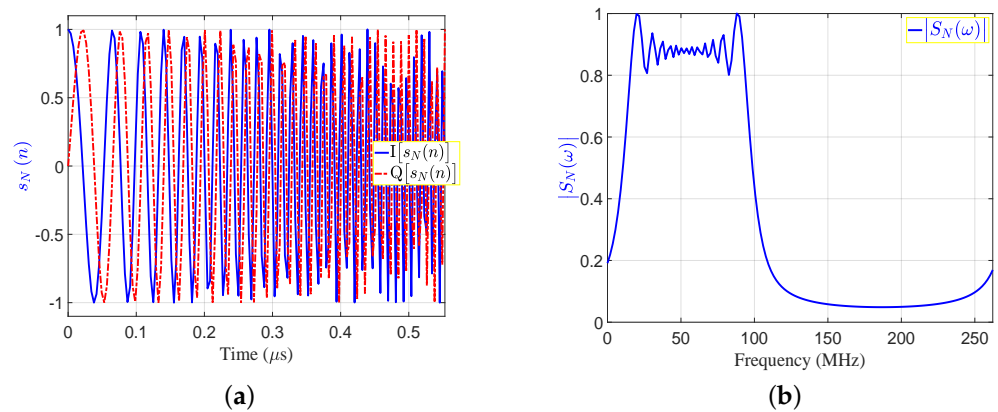 1
0.5
0
-0.5
-1
s_N(n)
I[s_N(n)]
Q[s_N(n)]
0 0.1 0.2 0.3 0.4 0.5
Time (μs)
(a)
1
0.8
0.6
0.4
0.2
0
|S_N(ω)|
|S_N(ω)|
0 50 100 150 200 250
Frequency (MHz)
(b)